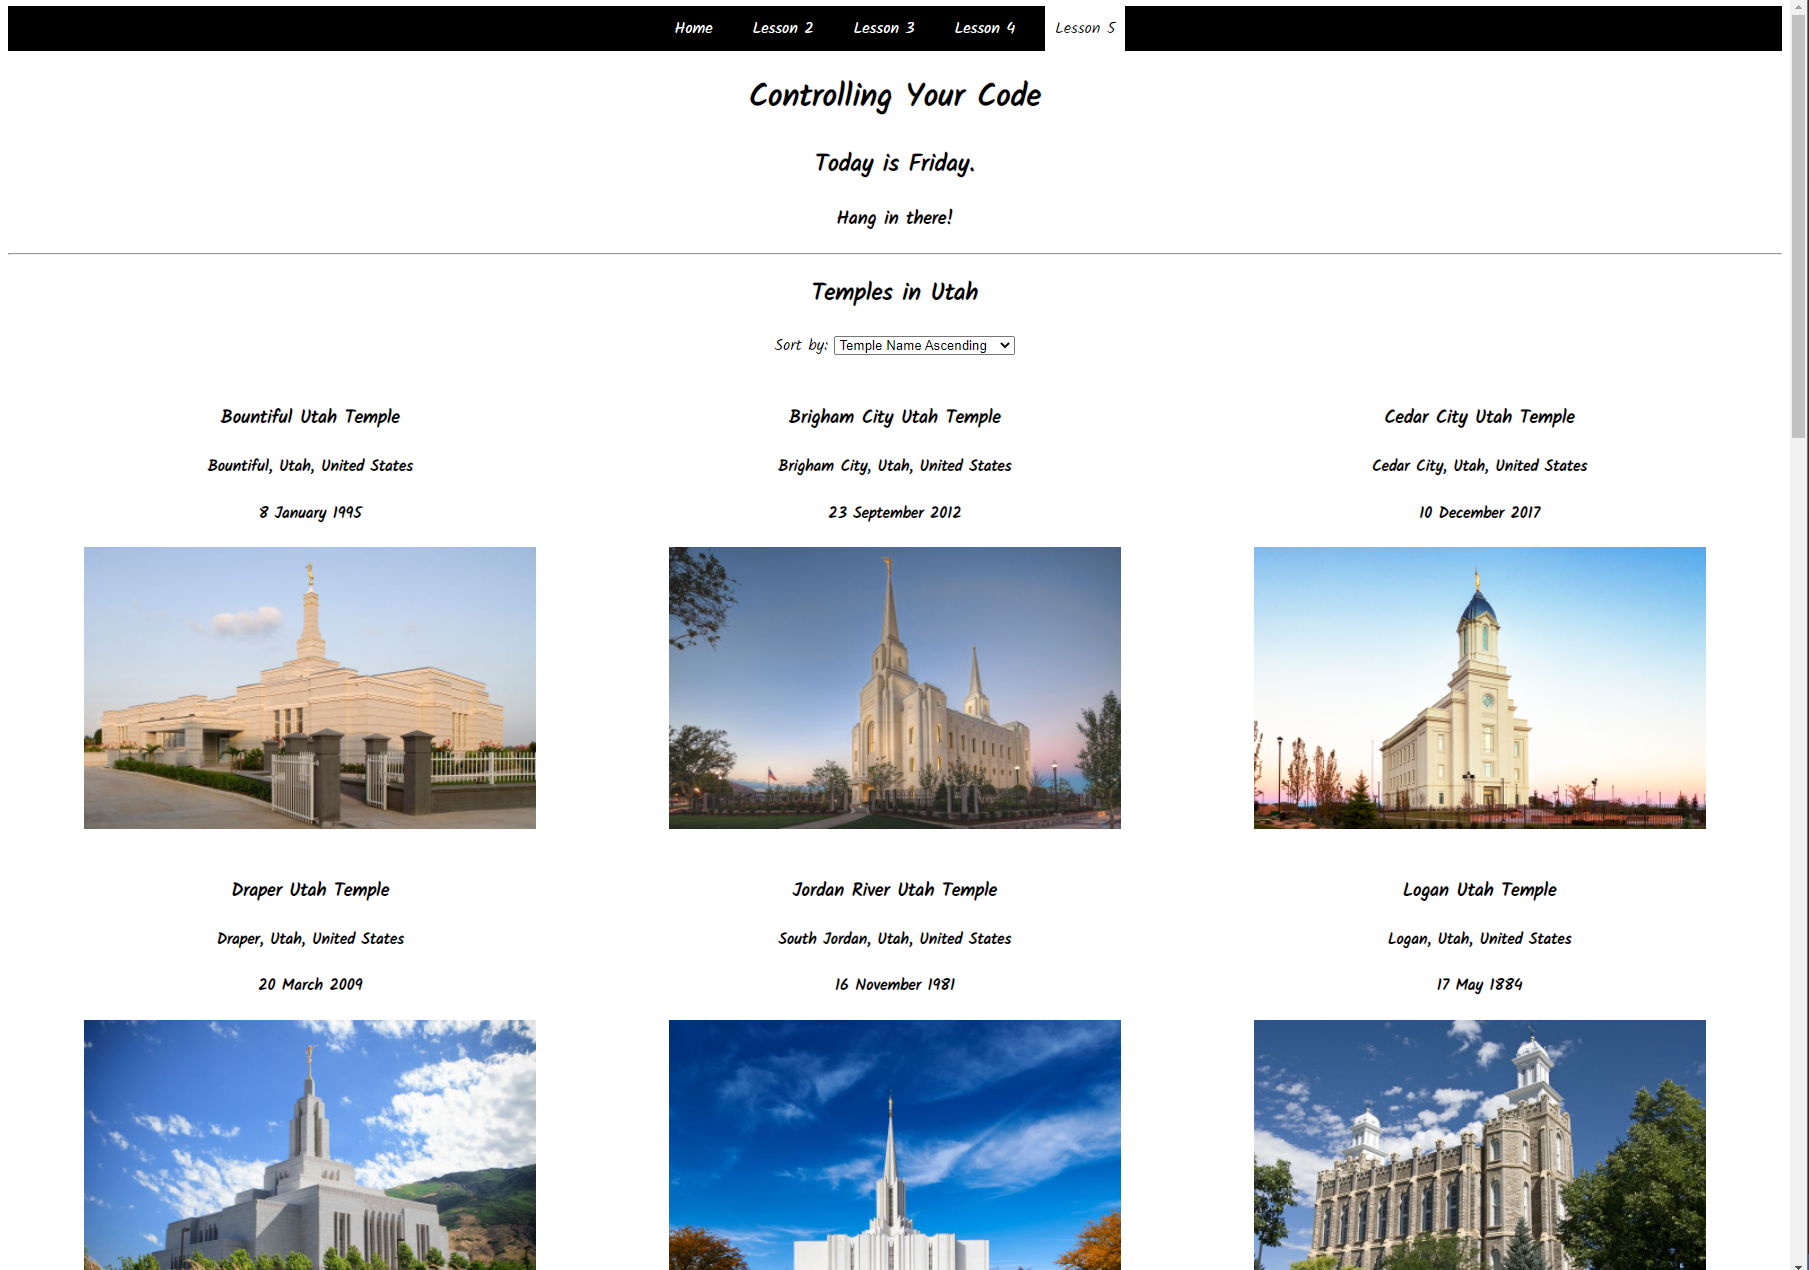 Home Lesson 2 Lesson 3 Lesson 4 Lesson 5
Controlling Your Code
Today is Friday.
Hang in there!
Temples in Utah
Sort by: Temple Name Ascending
Bountiful Utah Temple
Bountiful, Utah, United States
8 January 1995
Brigham City Utah Temple
Brigham City, Utah, United States
23 September 2012
Cedar City Utah Temple
Cedar City, Utah, United States
10 December 2017
Draper Utah Temple
Draper, Utah, United States
20 March 2009
Jordan River Utah Temple
South Jordan, Utah, United States
16 November 1981
Logan Utah Temple
Logan, Utah, United States
17 May 1884